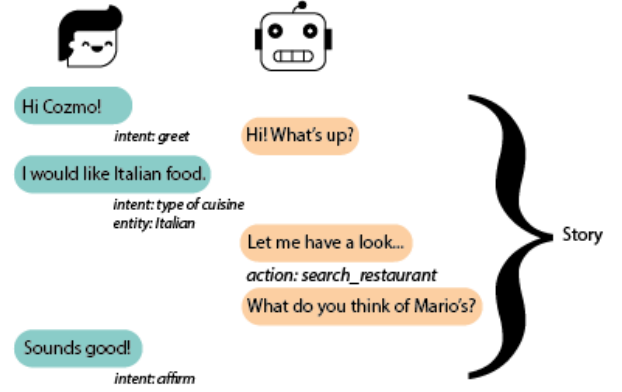 Hi Cozmo!
intent: greet
Hi! What's up?
I would like Italian food.
intent: type of cuisine
entity: Italian
Let me have a look...
action: search_restaurant
What do you think of Mario's?
Sounds good!
intent: affirm
Story